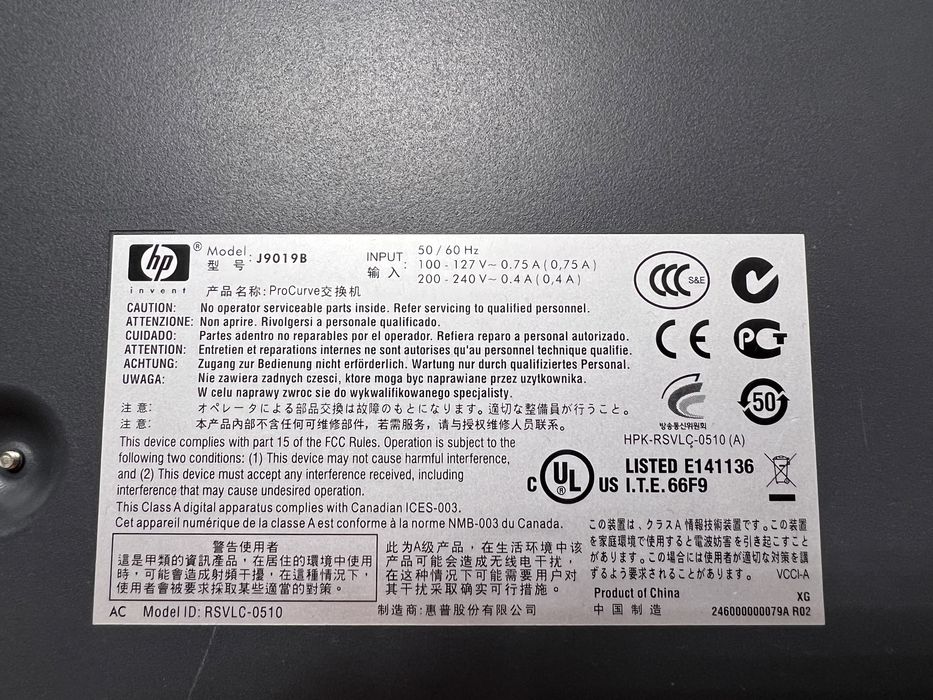 hp ®
invent
Model
型 号: J9019B
INPUT
输 入 :
50 / 60 Hz
100 - 127 V~ 0.75 A ( 0,75 A )
200 - 240 V~ 0.4 A ( 0,4 A )
产品名称: ProCurve交换机
CAUTION: No operator serviceable parts inside. Refer servicing to qualified personnel.
ATTENZIONE: Non aprire. Rivolgersi a personale qualificado.
CUIDADO: Partes adentro no reparables por el operador. Refiera reparo a personal autorizado.
ATTENTION: Entretien et reparations internes ne sont autorises qu'au personnel technique qualifie.
ACHTUNG: Zugang zur Bedienung nicht erförderlich. Wartung nur durch qualifiziertes Personal.
UWAGA: Nie zawiera zadnych czesci, ktore moga byc naprawiane przez uzytkownika.
W celu naprawy zwroc sie do wykwalifikowanego specjalisty.
注 意: オペレータによる部品交換は故障のもとになります。適切な整備員が行うこと。
注 意: 本产品内部不含任何可维修部件，若需服务，请与授权维修人员联系。
This device complies with part 15 of the FCC Rules. Operation is subject to the
following two conditions: (1) This device may not cause harmful interference,
and (2) This device must accept any interference received, including
interference that may cause undesired operation.
This Class A digital apparatus complies with Canadian ICES-003.
Cet appareil numérique de la classe A est conforme à la norme NMB-003 du Canada.
CCC S&E
CE
PCT
50
방송통신위원회
HPK-RSVLC-0510 (A)
C UL US
LISTED E141136
I.T.E. 66F9
警告使用者
這是甲類的資訊產品，在居住的環境中使用
時，可能會造成射頻干擾，在這種情況下，
使用者會被要求採取某些適當的對策。
此为A级产品，在生活环境中该
产品可能会造成无线电干扰，
在这种情况下可能需要用户对
其干扰采取确实可行措施。
この装置は、クラスA 情報技術装置です。この装置
を家庭環境で使用すると電波妨害を引き起こすこと
があります。この場合には使用者が適切な対策を講
ずるよう要求されることがあります。 VCCI-A
AC Model ID: RSVLC-0510
制造商 : 惠普股份有限公司
Product of China
中 国 制 造
XG
246000000079A R02